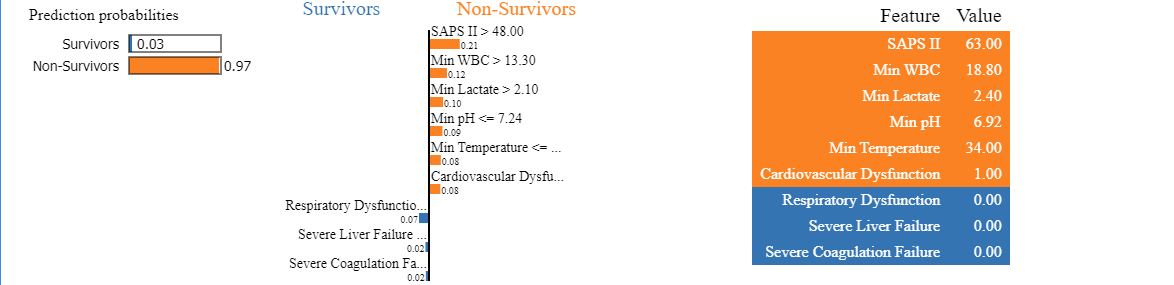 Prediction probabilities
Survivors 0.03
Non-Survivors 0.97
Survivors Non-Survivors
SAPS II > 48.00
0.21
Min WBC > 13.30
0.12
Min Lactate > 2.10
0.10
Min pH <= 7.24
0.09
Min Temperature <= ...
0.08
Cardiovascular Dysfu...
0.08
Respiratory Dysfunctio...
0.07
Severe Liver Failure ...
0.02
Severe Coagulation Fa...
0.02
Feature Value
SAPS II 63.00
Min WBC 18.80
Min Lactate 2.40
Min pH 6.92
Min Temperature 34.00
Cardiovascular Dysfunction 1.00
Respiratory Dysfunction 0.00
Severe Liver Failure 0.00
Severe Coagulation Failure 0.00